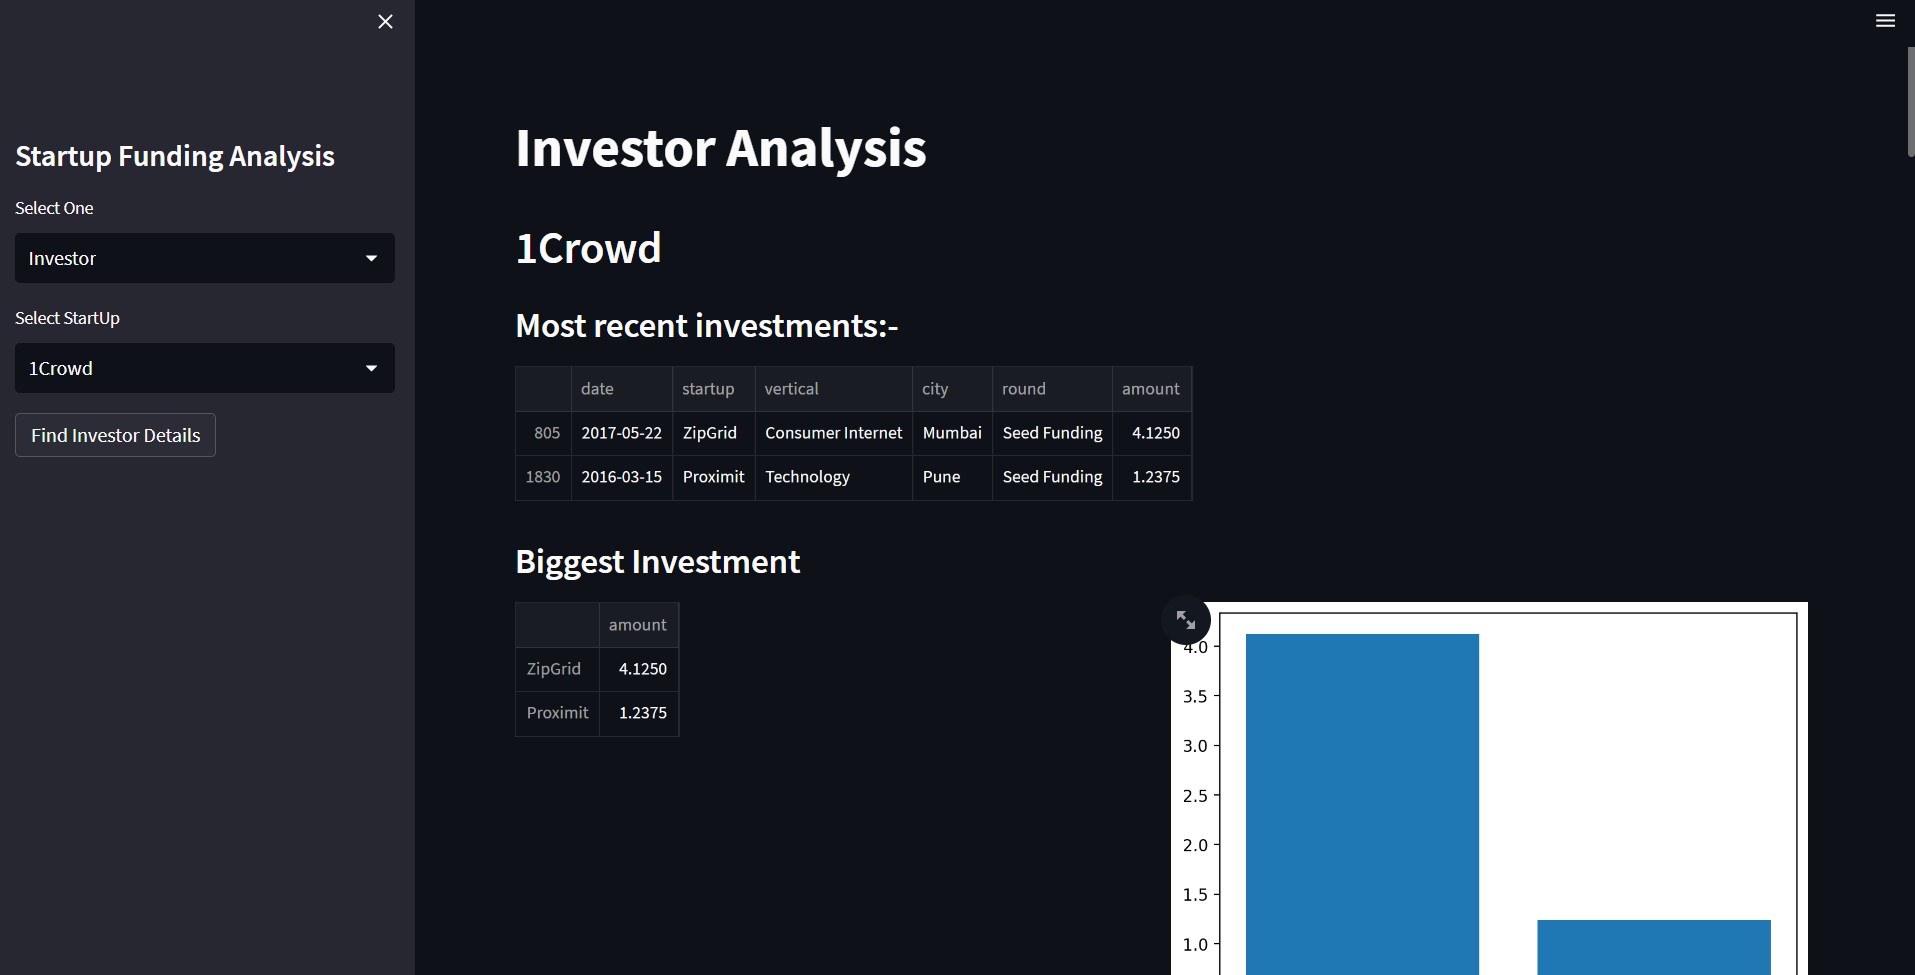 Startup Funding Analysis
Select One
Investor
Select StartUp
1Crowd
Find Investor Details
Investor Analysis
1Crowd
Most recent investments:-
date startup vertical city round amount
805 2017-05-22 ZipGrid Consumer Internet Mumbai Seed Funding 4.1250
1830 2016-03-15 Proximit Technology Pune Seed Funding 1.2375
Biggest Investment
amount
ZipGrid 4.1250
Proximit 1.2375
4.0
3.5
3.0
2.5
2.0
1.5
1.0